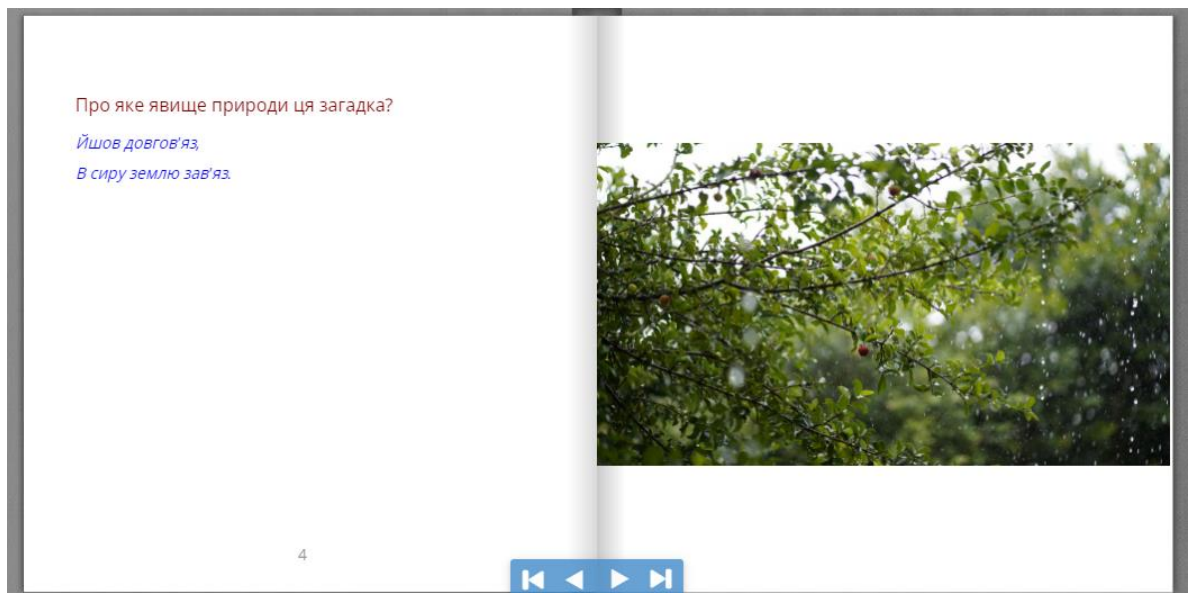 Про яке явище природи ця загадка?
Йшов довгов'яз,
В сиру землю зав'яз.
4